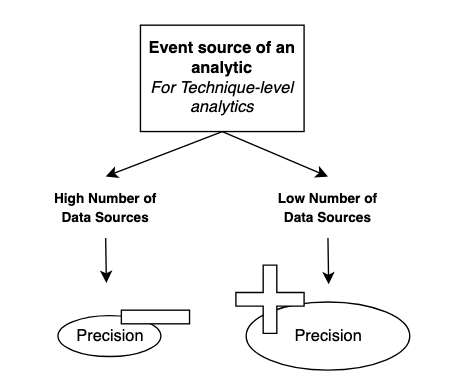 Event source of an
analytic
For Technique-level
analytics
High Number of
Data Sources
Low Number of
Data Sources
Precision
Precision